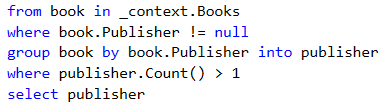 from book in _context.Books
where book.Publisher != null
group book by book.Publisher into publisher
where publisher.Count() > 1
select publisher